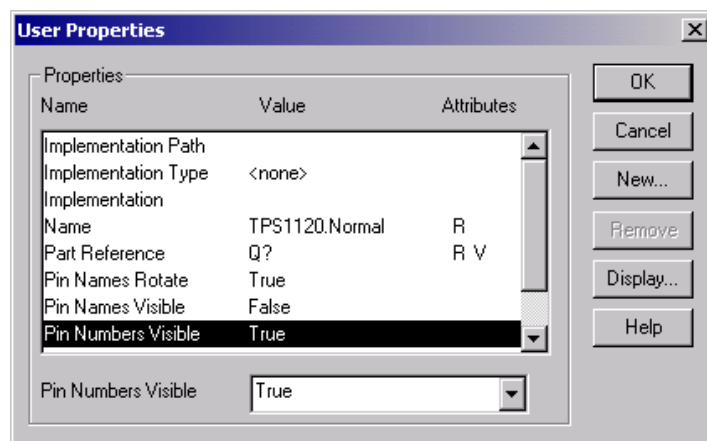 User Properties
Properties
Name Value Attributes
Implementation Path
Implementation Type <none>
Implementation
Name TPS1120.Normal R
Part Reference Q? R V
Pin Names Rotate True
Pin Names Visible False
Pin Numbers Visible True
Pin Numbers Visible True
OK
Cancel
New...
Remove
Display...
Help